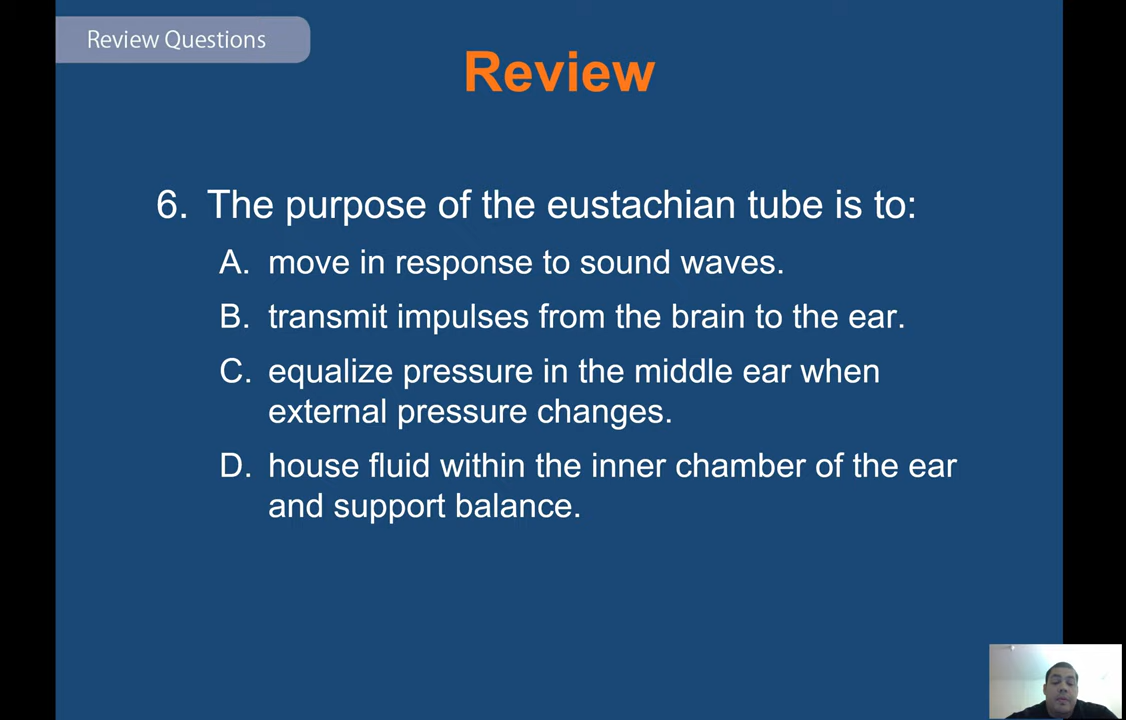 Review Questions
Review
6. The purpose of the eustachian tube is to:
A. move in response to sound waves.
B. transmit impulses from the brain to the ear.
C. equalize pressure in the middle ear when
external pressure changes.
D. house fluid within the inner chamber of the ear
and support balance.